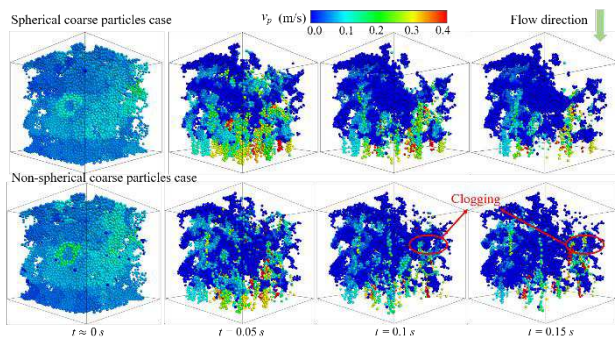 Spherical coarse particles case
v_p (m/s)
0.0 0.1 0.2 0.3 0.4
Flow direction
Non-spherical coarse particles case
Clogging
t ≈ 0 s
t = 0.05 s
t = 0.1 s
t = 0.15 s